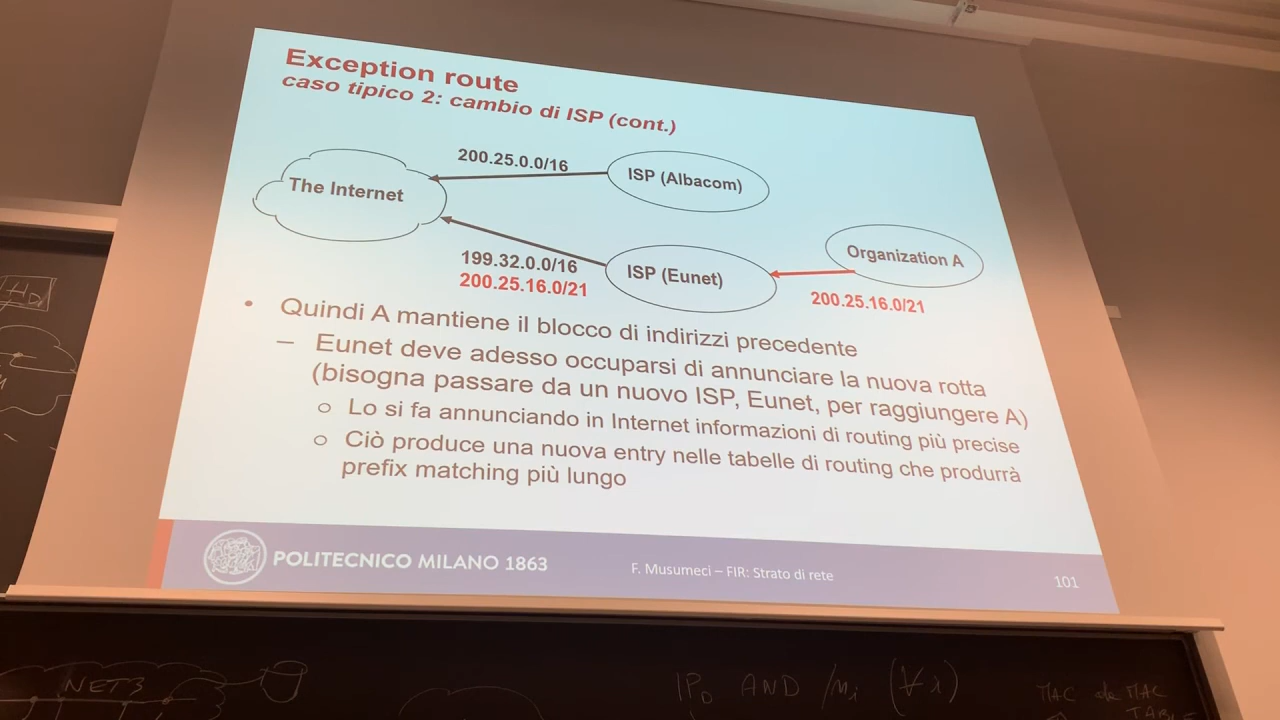 Exception route
caso tipico 2: cambio di ISP (cont.)
200.25.0.0/16
ISP (Albacom)
The Internet
Organization A
199.32.0.0/16
ISP (Eunet)
200.25.16.0/21
200.25.16.0/21
• Quindi A mantiene il blocco di indirizzi precedente
– Eunet deve adesso occuparsi di annunciare la nuova rotta
(bisogna passare da un nuovo ISP, Eunet, per raggiungere A)
○ Lo si fa annunciando in Internet informazioni di routing più precise
○ Ciò produce una nuova entry nelle tabelle di routing che produrrà
prefix matching più lungo
POLITECNICO MILANO 1863
F. Musumeci – FIR: Strato di rete
101
NET3
IP_D AND /m_i (∀i)
MAC MAC